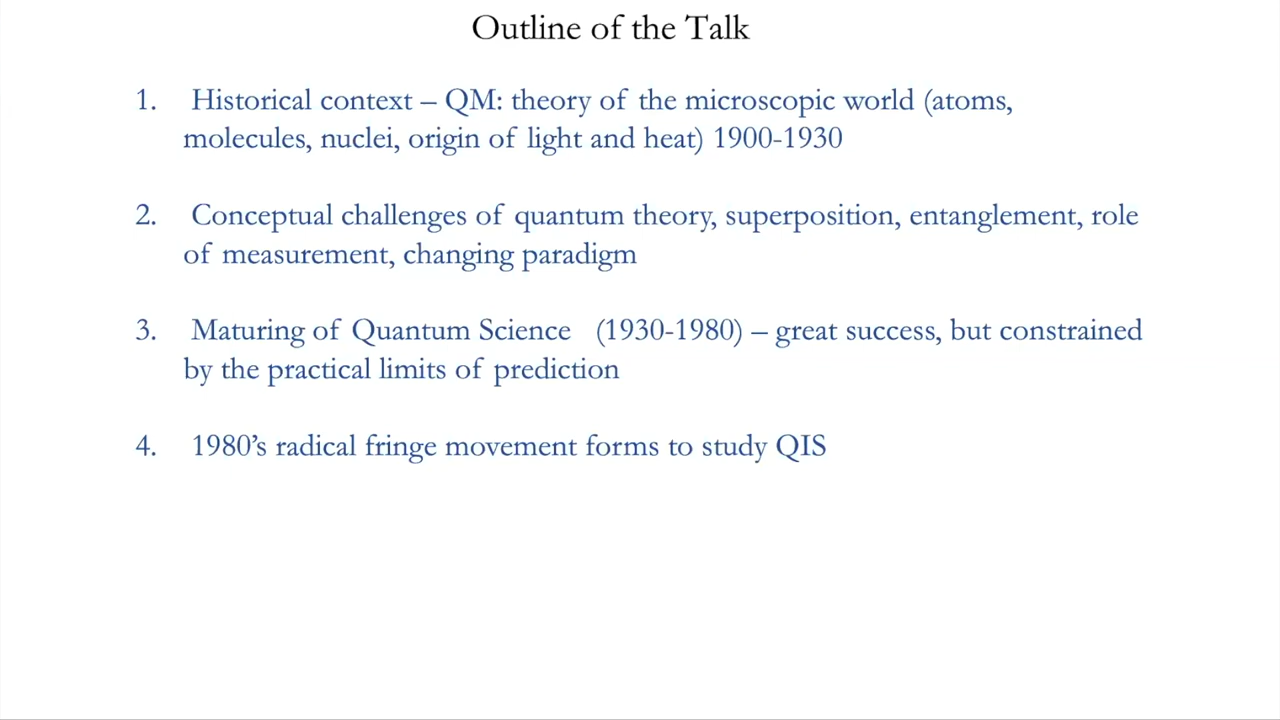 Outline of the Talk
1. Historical context – QM: theory of the microscopic world (atoms,
molecules, nuclei, origin of light and heat) 1900-1930
2. Conceptual challenges of quantum theory, superposition, entanglement, role
of measurement, changing paradigm
3. Maturing of Quantum Science (1930-1980) – great success, but constrained
by the practical limits of prediction
4. 1980’s radical fringe movement forms to study QIS